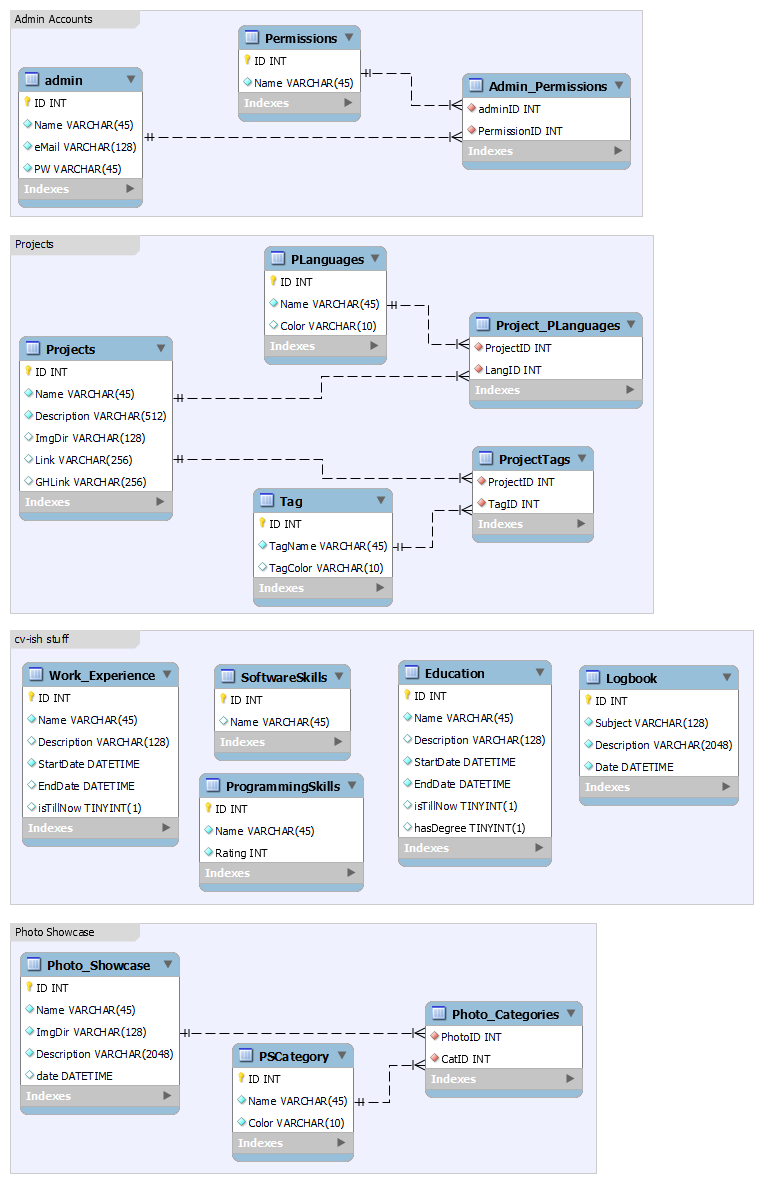 Admin Accounts
Permissions
ID INT
Name VARCHAR(45)
Indexes
admin
ID INT
Name VARCHAR(45)
eMail VARCHAR(128)
PW VARCHAR(45)
Indexes
Admin_Permissions
adminID INT
PermissionID INT
Indexes
Projects
PLanguages
ID INT
Name VARCHAR(45)
Color VARCHAR(10)
Indexes
Project_PLanguages
ProjectID INT
LangID INT
Indexes
Projects
ID INT
Name VARCHAR(45)
Description VARCHAR(512)
ImgDir VARCHAR(128)
Link VARCHAR(256)
GHLink VARCHAR(256)
Indexes
ProjectTags
ProjectID INT
TagID INT
Indexes
Tag
ID INT
TagName VARCHAR(45)
TagColor VARCHAR(10)
Indexes
cv-ish stuff
Work_Experience
ID INT
Name VARCHAR(45)
Description VARCHAR(128)
StartDate DATETIME
EndDate DATETIME
isTillNow TINYINT(1)
Indexes
SoftwareSkills
ID INT
Name VARCHAR(45)
Indexes
ProgrammingSkills
ID INT
Name VARCHAR(45)
Rating INT
Indexes
Education
ID INT
Name VARCHAR(45)
Description VARCHAR(128)
StartDate DATETIME
EndDate DATETIME
isTillNow TINYINT(1)
hasDegree TINYINT(1)
Indexes
Logbook
ID INT
Subject VARCHAR(128)
Description VARCHAR(2048)
Date DATETIME
Indexes
Photo Showcase
Photo_Showcase
ID INT
Name VARCHAR(45)
ImgDir VARCHAR(128)
Description VARCHAR(2048)
date DATETIME
Indexes
PSCategory
ID INT
Name VARCHAR(45)
Color VARCHAR(10)
Indexes
Photo_Categories
PhotoID INT
CatID INT
Indexes